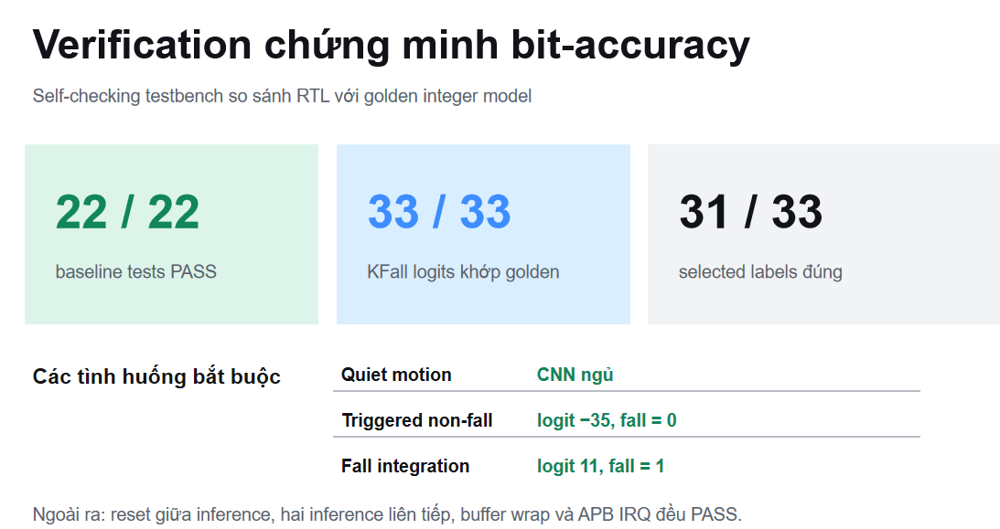 Verification chứng minh bit-accuracy
Self-checking testbench so sánh RTL với golden integer model
22 / 22
baseline tests PASS
33 / 33
KFall logits khớp golden
31 / 33
selected labels đúng
Các tình huống bắt buộc
Quiet motion CNN ngủ
Triggered non-fall logit −35, fall = 0
Fall integration logit 11, fall = 1
Ngoài ra: reset giữa inference, hai inference liên tiếp, buffer wrap và APB IRQ đều PASS.